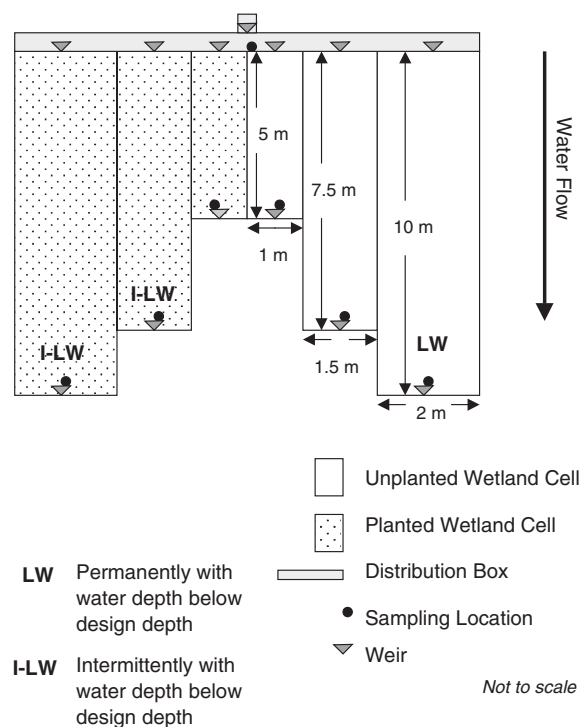 5 m
7.5 m
10 m
Water Flow
1 m
I-LW
LW
I-LW
1.5 m
2 m
Unplanted Wetland Cell
Planted Wetland Cell
Distribution Box
Sampling Location
Weir
LW Permanently with
water depth below
design depth
I-LW Intermittently with
water depth below
design depth
Not to scale